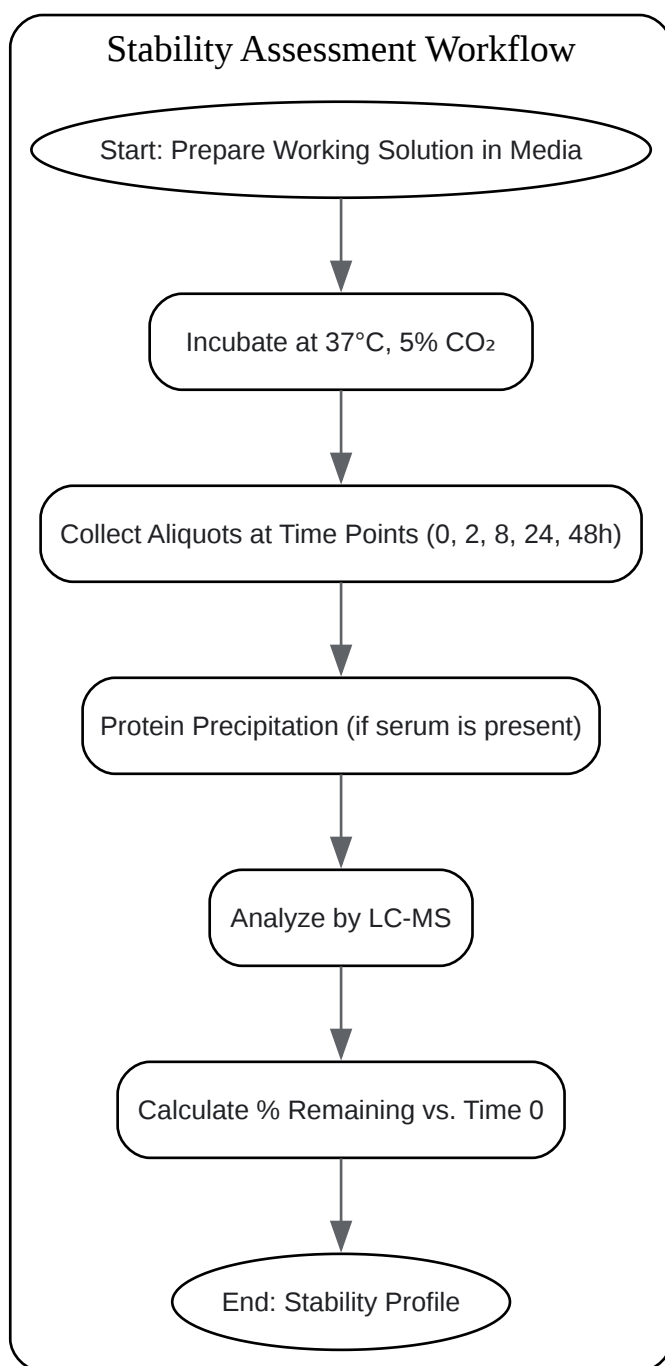 Stability Assessment Workflow
Start: Prepare Working Solution in Media
Incubate at 37°C, 5% CO₂
Collect Aliquots at Time Points (0, 2, 8, 24, 48h)
Protein Precipitation (if serum is present)
Analyze by LC-MS
Calculate % Remaining vs. Time 0
End: Stability Profile